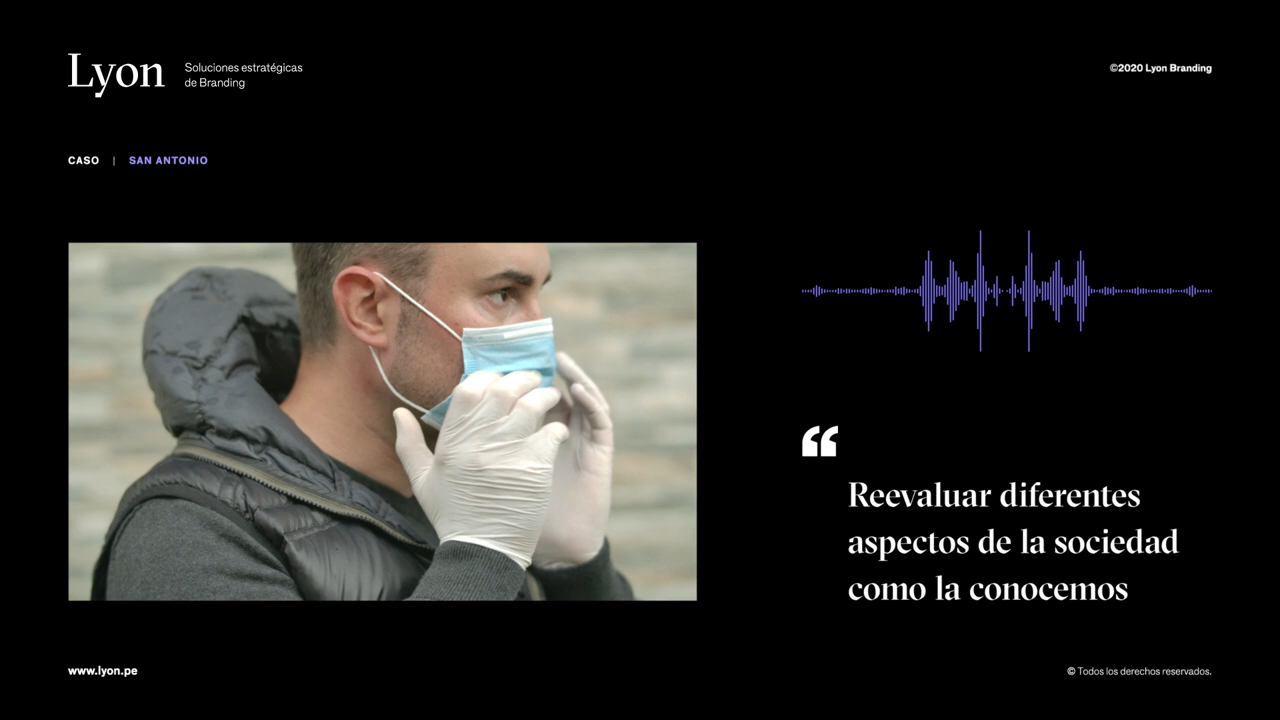 Lyon
Soluciones estratégicas
de Branding
©2020 Lyon Branding
CASO | SAN ANTONIO
“
Reevaluar diferentes
aspectos de la sociedad
como la conocemos
www.lyon.pe
© Todos los derechos reservados.